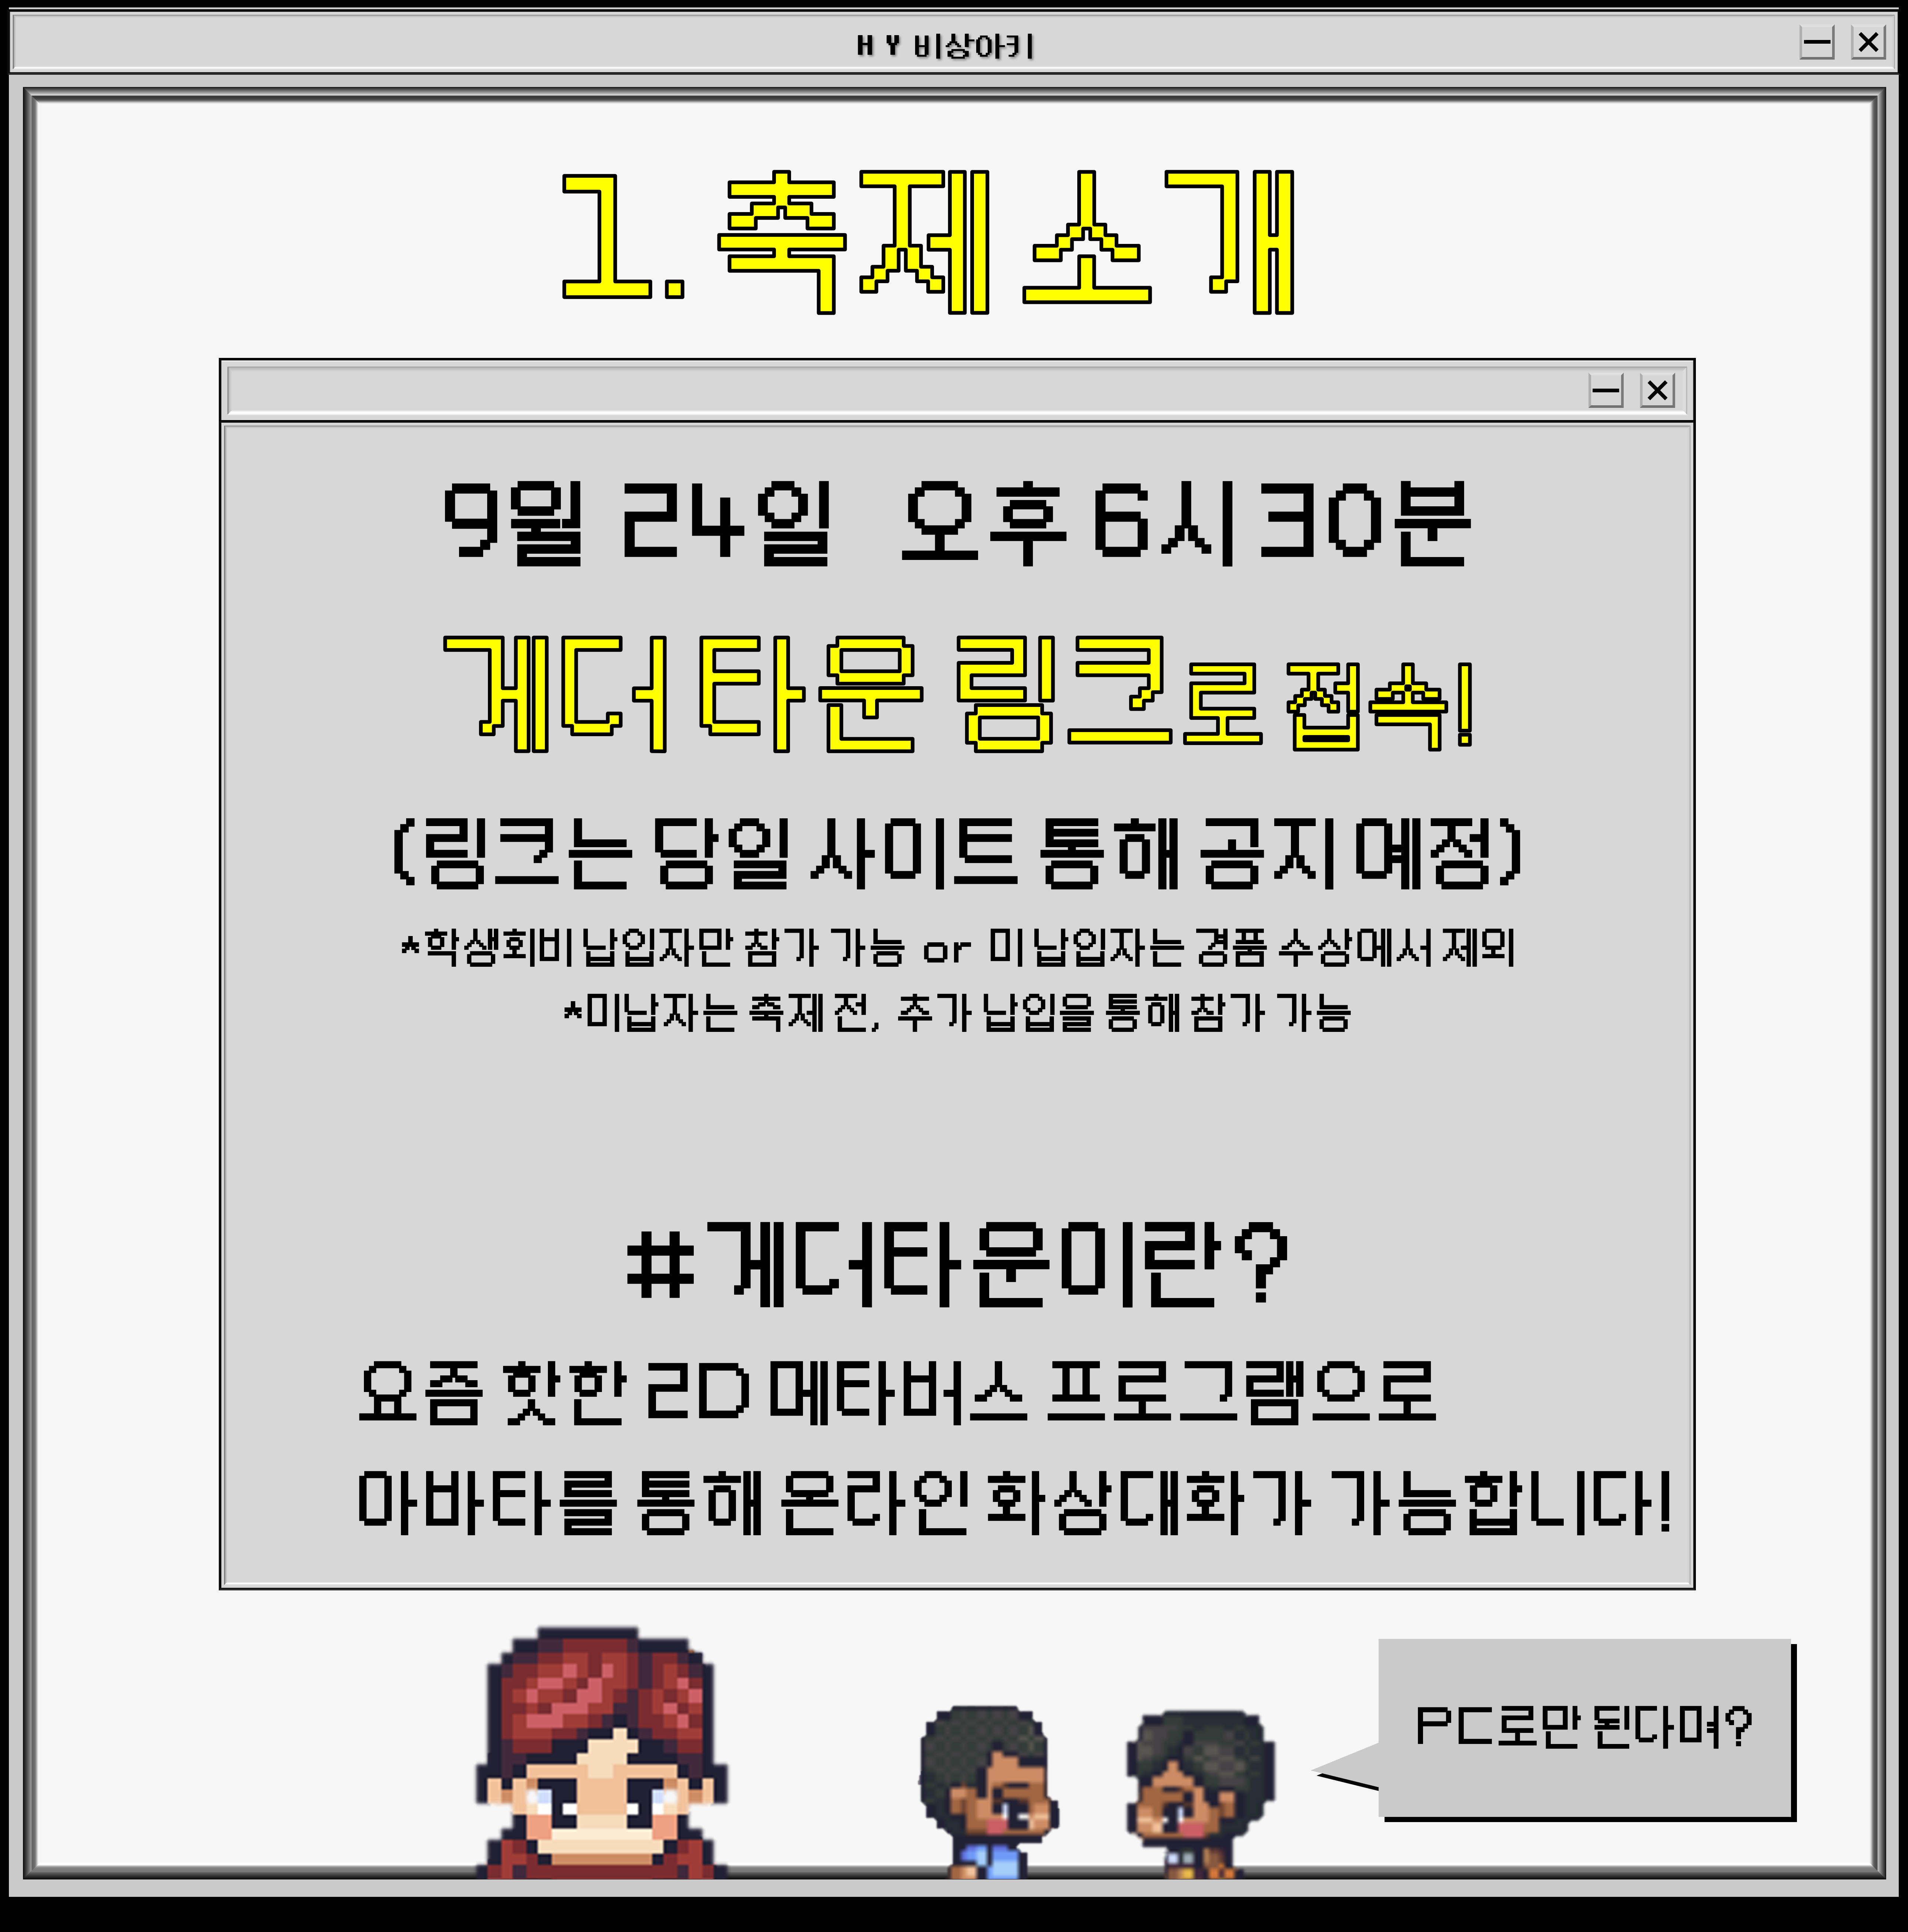 H Y 비상아키
1. 축제 소개
9월 24일 오후 6시 30분
게더 타운 링크로 접속!
(링크는 당일 사이트 통해 공지 예정)
*학생회비 납입자만 참가 가능 or 미 납입자는 경품 수상에서 제외
*미납자는 축제 전, 추가 납입을 통해 참가 가능
#게더타운이란?
요즘 핫한 2D 메타버스 프로그램으로
아바타를 통해 온라인 화상대화가 가능합니다!
PC로만 된다며?